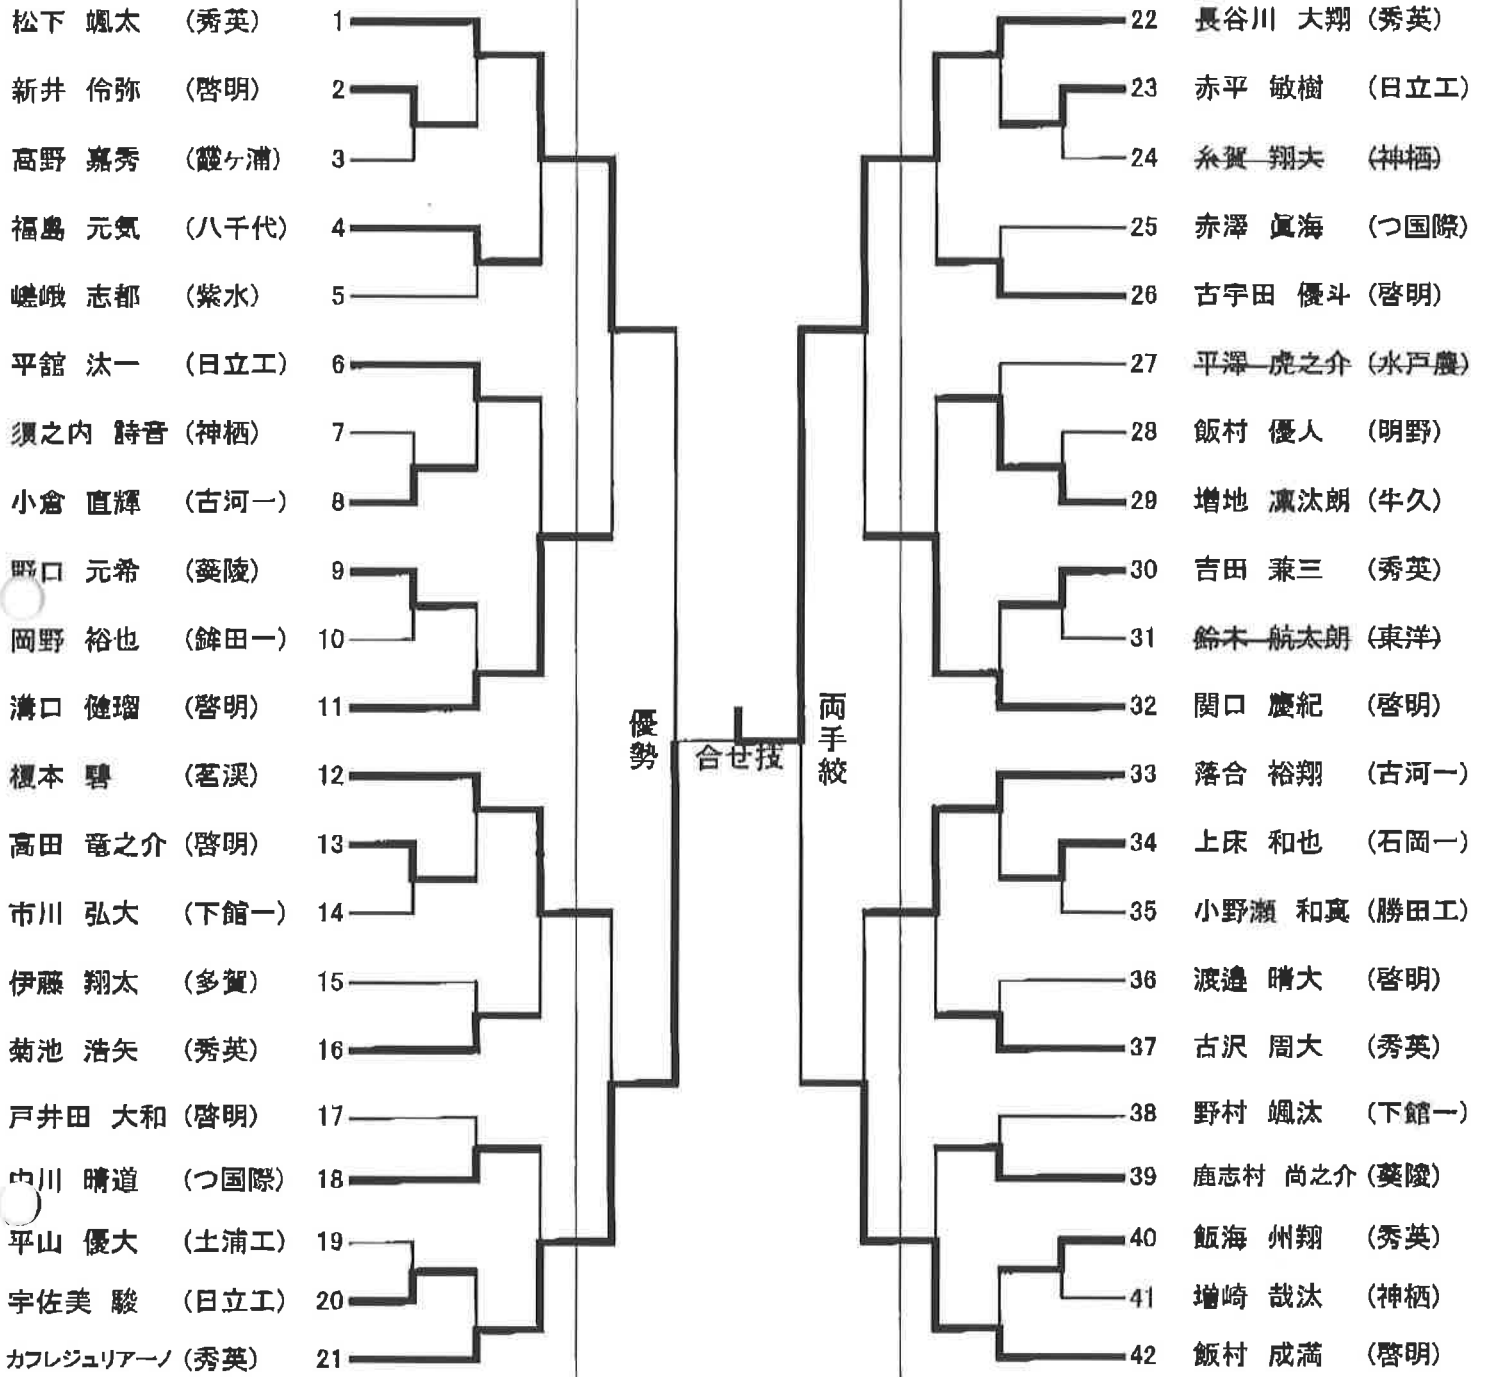 松下 颯太 (秀英) 1
新井 伶弥 (啓明) 2
高野 嘉秀 (霞ヶ浦) 3
福島 元気 (八千代) 4
嵯峨 志都 (紫水) 5
平舘 汰一 (日立工) 6
須之内 詩音 (神栖) 7
小倉 直輝 (古河一) 8
野口 元希 (葵陵) 9
岡野 裕也 (鉾田一) 10
溝口 健瑠 (啓明) 11
榎本 (茗渓) 12
高田 竜之介 (啓明) 13
市川 弘大 (下館一) 14
伊藤 翔太 (多賀) 15
菊池 浩矢 (秀英) 16
戸井田 大和 (啓明) 17
中川 晴道 (つ国際) 18
平山 優大 (土浦工) 19
宇佐美 駿 (日立工) 20
カフレジュリアーノ (秀英) 21
優勢
合せ技
両手絞
22 長谷川 大翔 (秀英)
23 赤平 敏樹 (日立工)
24 糸賀 翔太 (神栖)
25 赤澤 眞海 (つ国際)
26 古宇田 優斗 (啓明)
27 平澤 虎之介 (水戸農)
28 飯村 優人 (明野)
29 増地 凛汰朗 (牛久)
30 吉田 兼三 (秀英)
31 鈴木 航太朗 (東洋)
32 関口 慶紀 (啓明)
33 落合 裕翔 (古河一)
34 上床 和也 (石岡一)
35 小野瀬 和真 (勝田工)
36 渡邉 晴大 (啓明)
37 古沢 周大 (秀英)
38 野村 颯汰 (下館一)
39 鹿志村 尚之介 (葵陵)
40 飯海 州翔 (秀英)
41 増崎 哉汰 (神栖)
42 飯村 成満 (啓明)